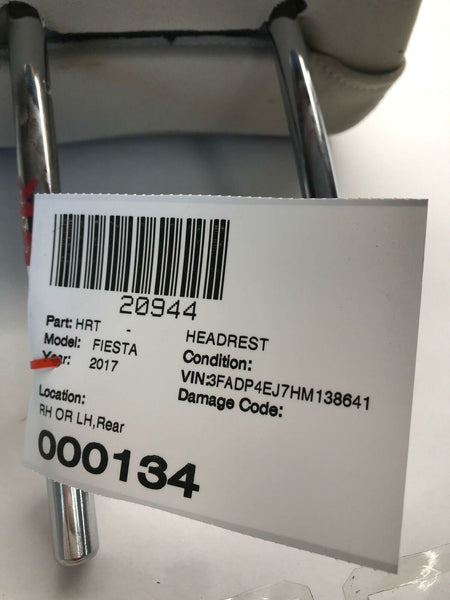 20944
Part: HRT - HEADREST
Model: FIESTA Condition:
Year: 2017 VIN:3FADP4EJ7HM138641
Damage Code:
Location:
RH OR LH,Rear
000134